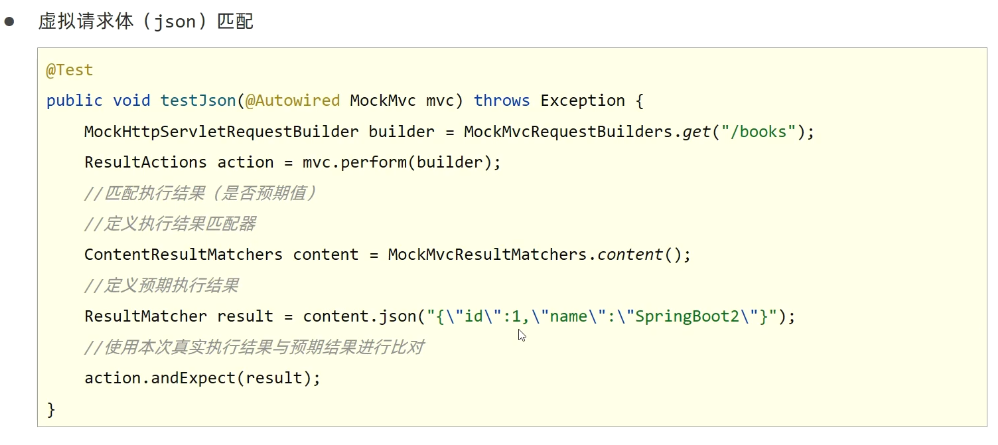 ● 虚拟请求体（json）匹配
@Test
public void testJson(@Autowired MockMvc mvc) throws Exception {
    MockHttpServletRequestBuilder builder = MockMvcRequestBuilders.get("/books");
    ResultActions action = mvc.perform(builder);
    //匹配执行结果（是否预期值）
    //定义执行结果匹配器
    ContentResultMatchers content = MockMvcResultMatchers.content();
    //定义预期执行结果
    ResultMatcher result = content.json("{\"id\":1,\"name\":\"SpringBoot2\"}");
    //使用本次真实执行结果与预期结果进行比对
    action.andExpect(result);
}